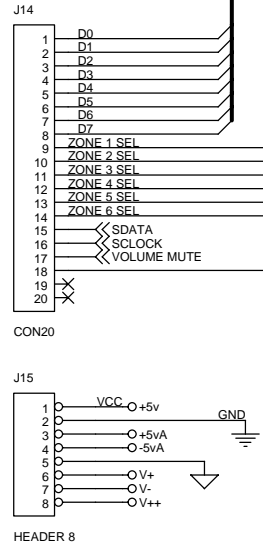 J14
1 D0
2 D1
3 D2
4 D3
5 D4
6 D5
7 D6
8 D7
9 ZONE 1 SEL
10 ZONE 2 SEL
11 ZONE 3 SEL
12 ZONE 4 SEL
13 ZONE 5 SEL
14 ZONE 6 SEL
15 SDATA
16 SCLOCK
17 VOLUME MUTE
18
19
20
CON20
J15
1 VCC +5v
2 GND
3 +5vA
4 -5vA
5
6 V+
7 V-
8 V++
HEADER 8